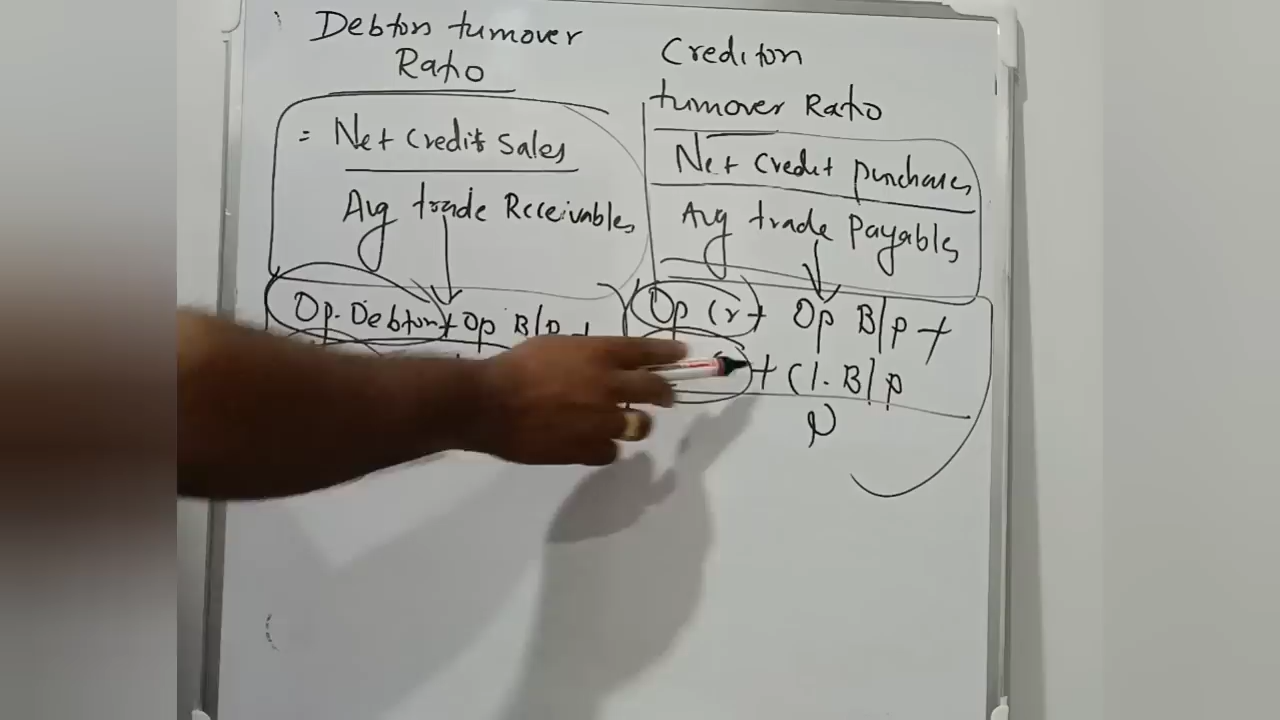 Debtors turnover
Ratio
= Net Credit Sales
Avg trade Receivables
Op. Debtors + Op B/P +
Creditors
turnover Ratio
Net Credit purchases
Avg trade payables
Op Cr + Op B/p +
+ Cl. B/p
2